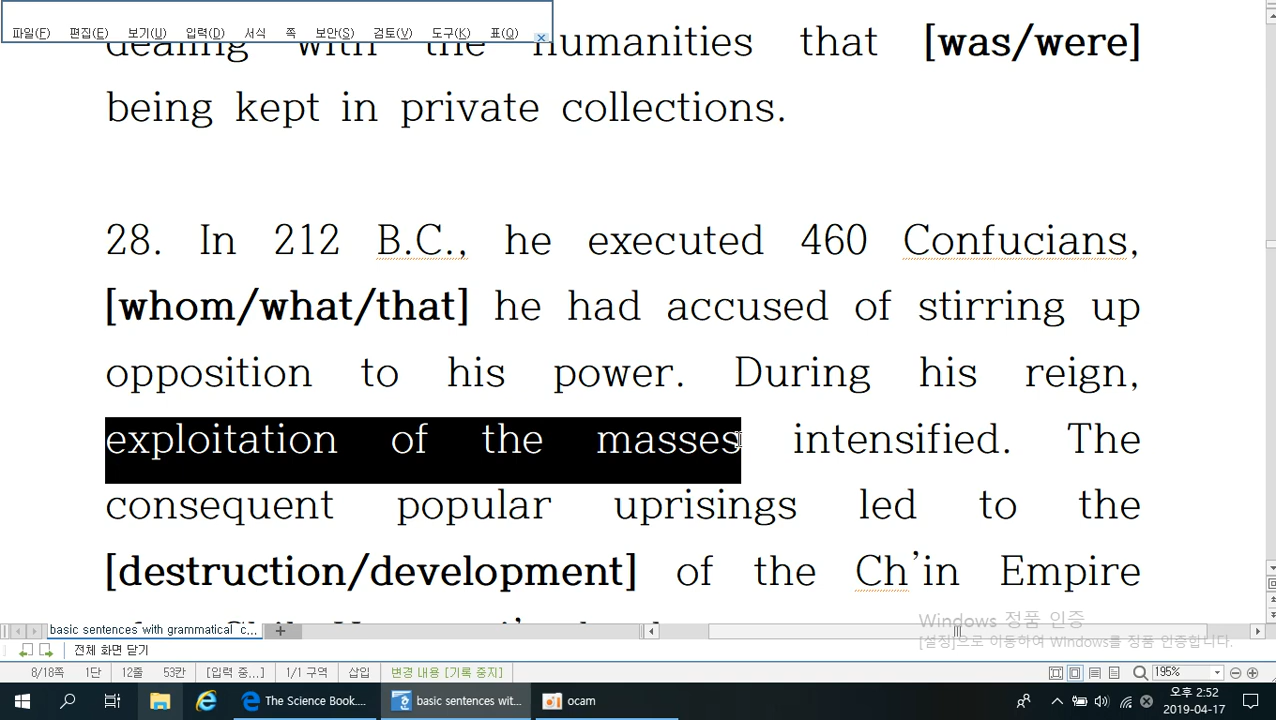 파일(F) 편집(E) 보기(U) 입력(D) 서식 쪽 보안(S) 검토(V) 도구(K) 표(Q)
dealing with the humanities that [was/were]
being kept in private collections.
28. In 212 B.C., he executed 460 Confucians,
[whom/what/that] he had accused of stirring up
opposition to his power. During his reign,
exploitation of the masses intensified. The
consequent popular uprisings led to the
[destruction/development] of the Ch’in Empire
Windows 정품 인증
[설정]으로 이동하여 Windows를 정품 인증합니다.
basic sentences with grammatical c...
전체 화면 닫기
8/18쪽 1단 12줄 53칸 [입력 중...] 1/1 구역 삽입 변경 내용 [기록 중지] 195%
The Science Book.... basic sentences wit... ocam 오후 2:52
2019-04-17